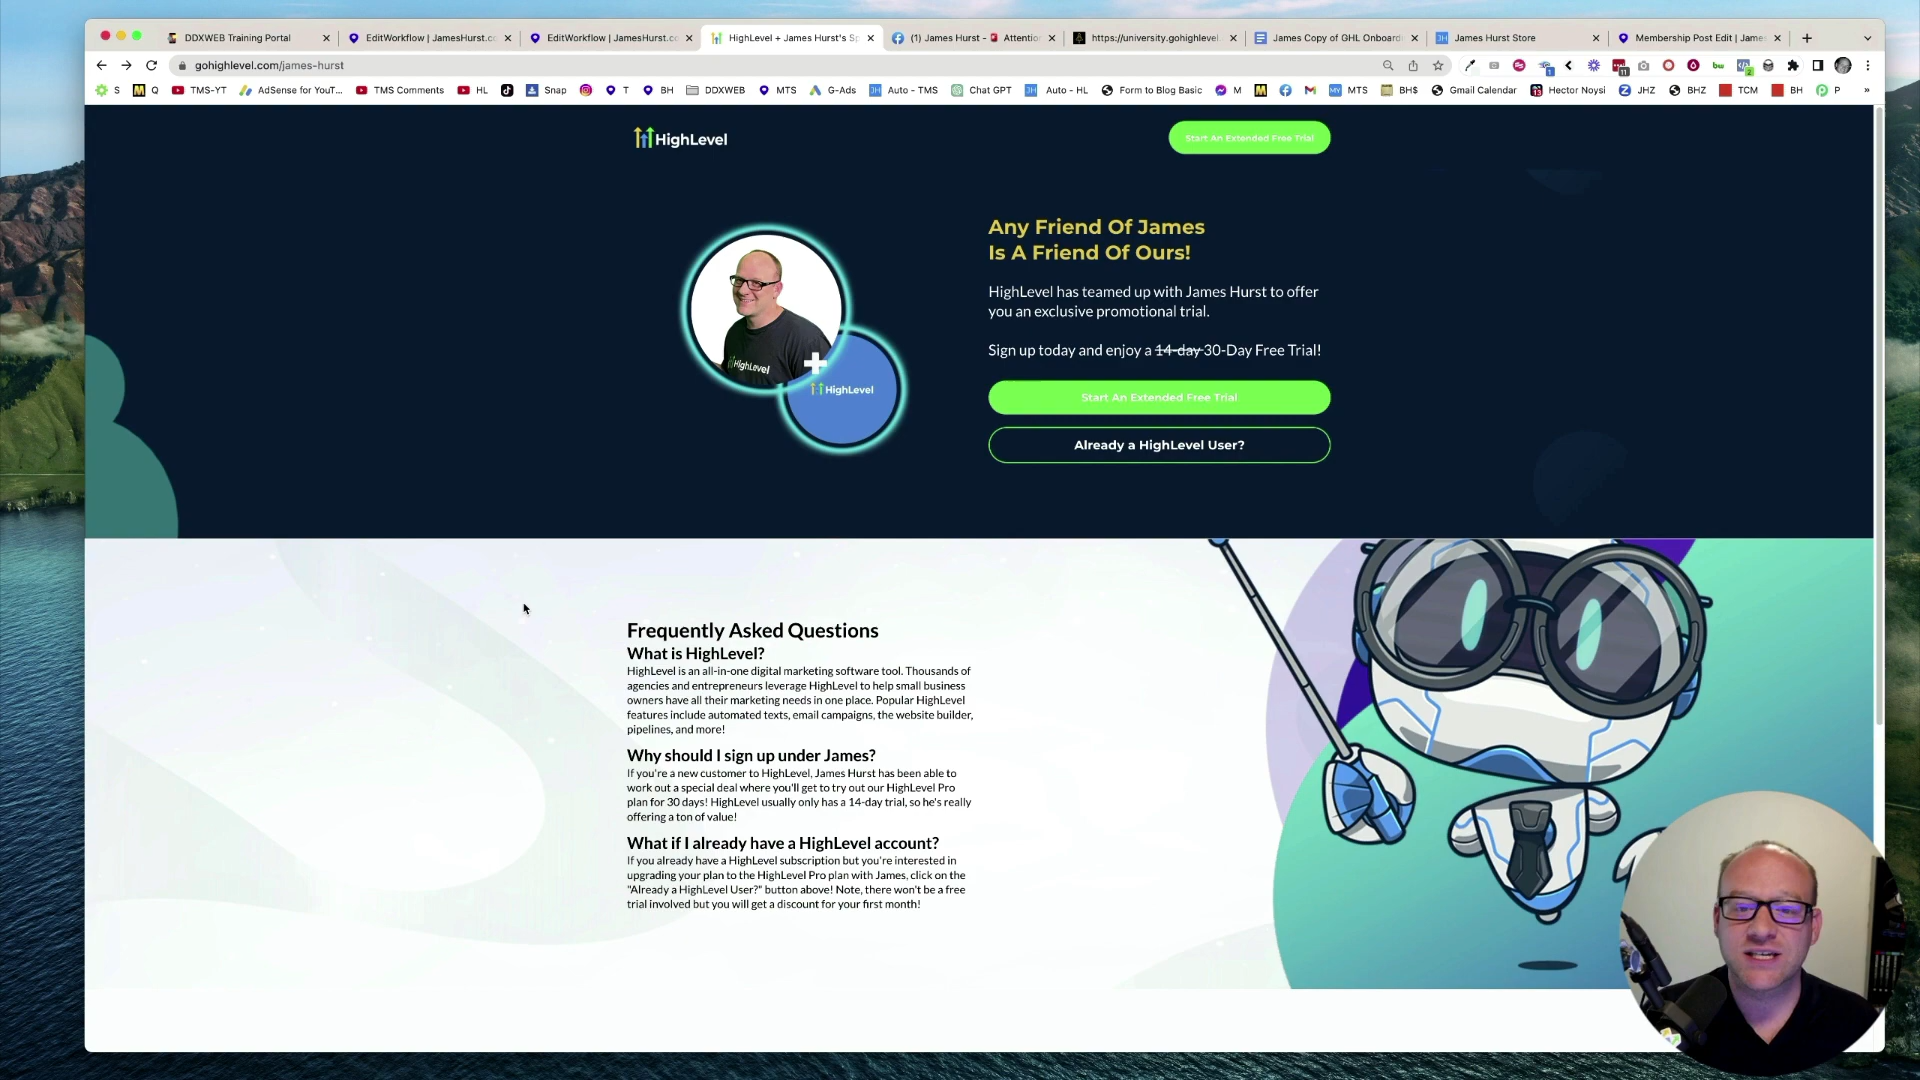 DDXWEB Training Portal
EditWorkflow | JamesHurst.cc
EditWorkflow | JamesHurst.cc
HighLevel + James Hurst's Sp
(1) James Hurst - Attention
https://university.gohighlevel.
James Copy of GHL Onboardi
James Hurst Store
Membership Post Edit | James
gohighlevel.com/james-hurst
S
Q
TMS-YT
AdSense for YouT...
TMS Comments
HL
Snap
T
BH
DDXWEB
MTS
G-Ads
Auto - TMS
Chat GPT
Auto - HL
Form to Blog Basic
M
MTS
BH$
Gmail Calendar
Hector Noysi
JHZ
BHZ
TCM
BH
P
»
HighLevel
Start An Extended Free Trial
Any Friend Of James
Is A Friend Of Ours!
HighLevel has teamed up with James Hurst to offer
you an exclusive promotional trial.
Sign up today and enjoy a 14-day 30-Day Free Trial!
HighLevel
HighLevel
Start An Extended Free Trial
Already a HighLevel User?
Frequently Asked Questions
What is HighLevel?
HighLevel is an all-in-one digital marketing software tool. Thousands of
agencies and entrepreneurs leverage HighLevel to help small business
owners have all their marketing needs in one place. Popular HighLevel
features include automated texts, email campaigns, the website builder,
pipelines, and more!
Why should I sign up under James?
If you're a new customer to HighLevel, James Hurst has been able to
work out a special deal where you'll get to try out our HighLevel Pro
plan for 30 days! HighLevel usually only has a 14-day trial, so he's really
offering a ton of value!
What if I already have a HighLevel account?
If you already have a HighLevel subscription but you're interested in
upgrading your plan to the HighLevel Pro plan with James, click on the
"Already a HighLevel User?" button above! Note, there won't be a free
trial involved but you will get a discount for your first month!